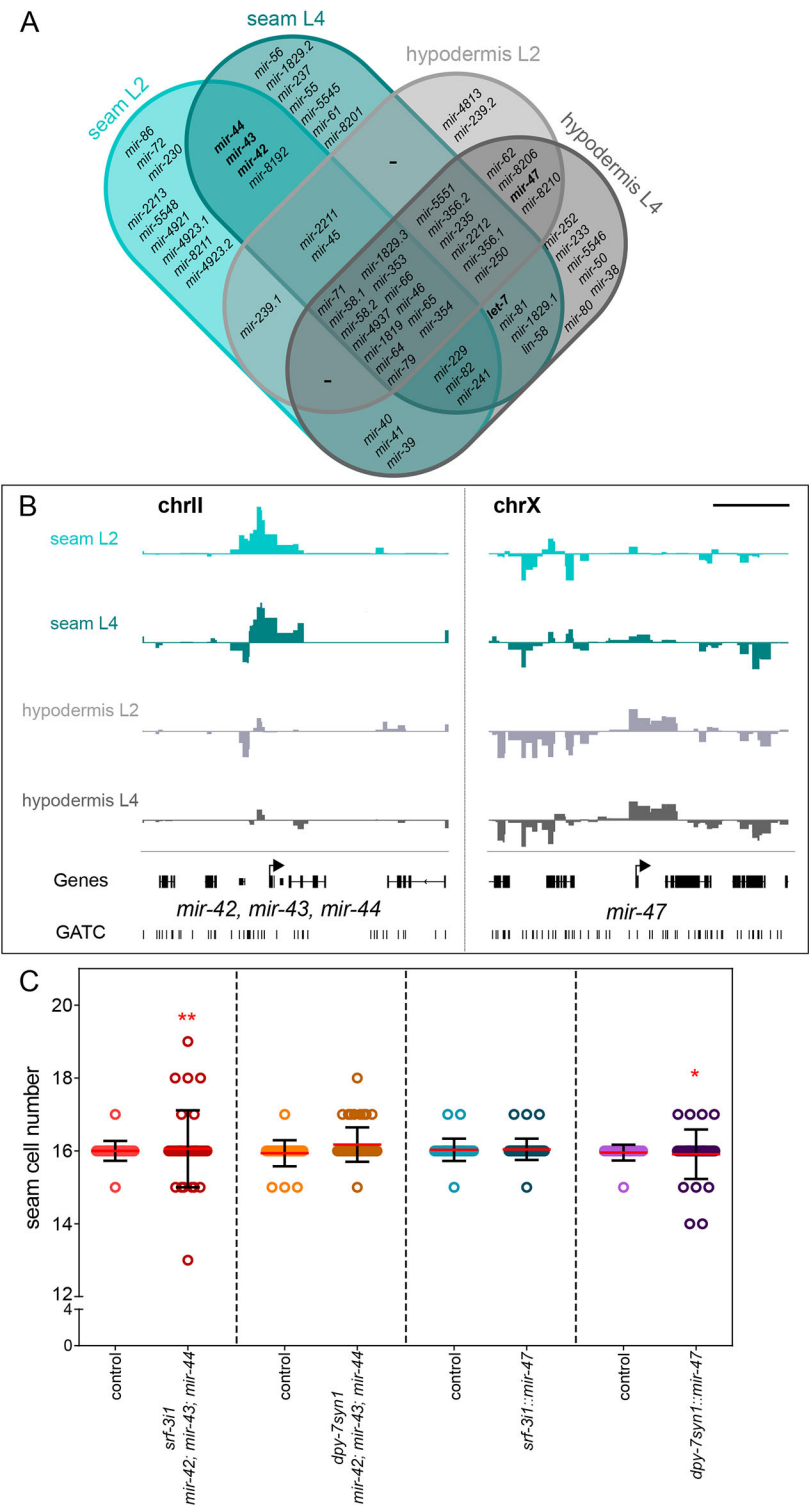 A
seam L4
seam L2
hypodermis L2
hypodermis L4
mir-56
mir-1829.2
mir-237
mir-55
mir-5545
mir-61
mir-8201
mir-86
mir-72
mir-230
mir-2213
mir-5548
mir-4921
mir-4923.1
mir-8211
mir-4923.2
mir-44
mir-43
mir-42
mir-8192
mir-4813
mir-239.2
-
mir-62
mir-8206
mir-47
mir-8210
mir-252
mir-233
mir-5546
mir-50
mir-38
mir-80
mir-2211
mir-45
mir-5551
mir-356.2
mir-235
mir-2212
mir-356.1
mir-250
mir-239.1
mir-1829.3
mir-353
mir-66
mir-46
mir-65
mir-354
mir-71
mir-58.1
mir-58.2
mir-4937
mir-1819
mir-64
mir-79
let-7
mir-81
mir-1829.1
lin-58
mir-229
mir-82
mir-241
-
mir-40
mir-41
mir-39
B
chrII
chrX
seam L2
seam L4
hypodermis L2
hypodermis L4
Genes
mir-42, mir-43, mir-44
mir-47
GATC
C
**
*
seam cell number
20
18
16
14
12
4
0
control
srf-3i1
mir-42; mir-43; mir-44
control
dpy-7syn1
mir-42; mir-43; mir-44
control
srf-3i1::mir-47
control
dpy-7syn1::mir-47